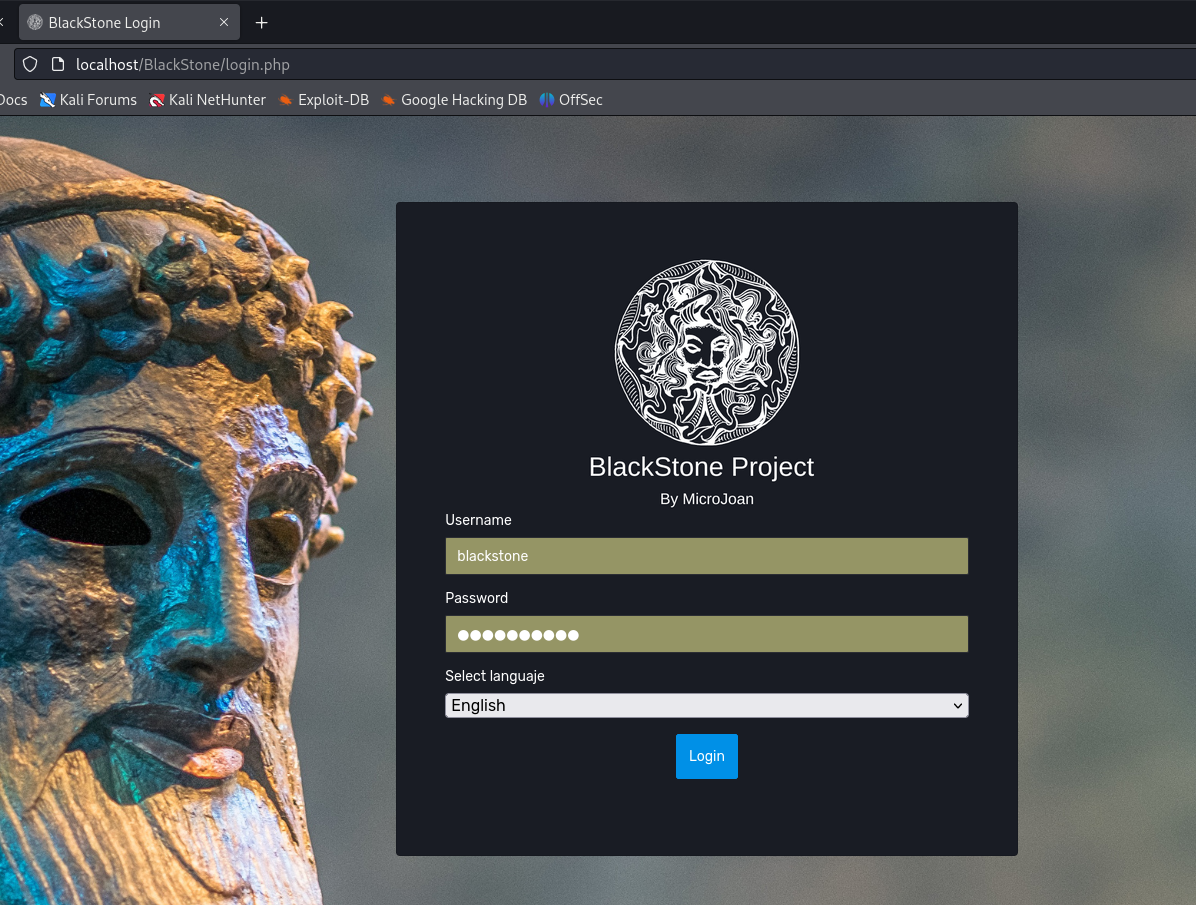 BlackStone Login
localhost/BlackStone/login.php
Docs Kali Forums Kali NetHunter Exploit-DB Google Hacking DB OffSec
BlackStone Project
By MicroJoan
Username
blackstone
Password
Select languaje
English
Login